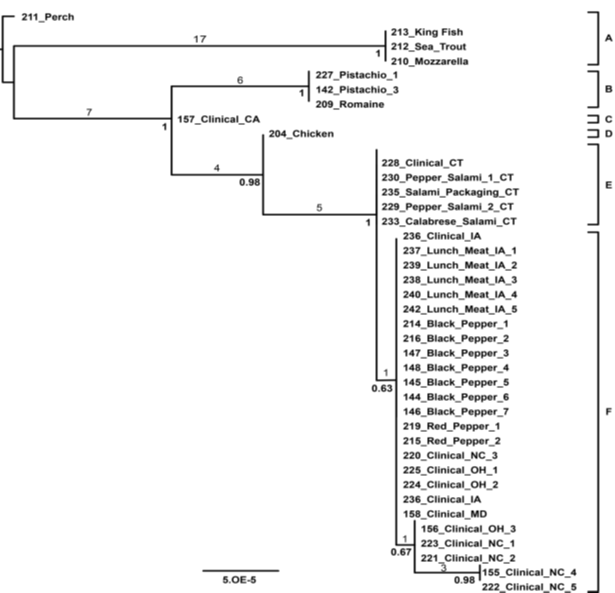 211_Perch
17
213_King Fish
212_Sea_Trout
1
210_Mozzarella
A
227_Pistachio_1
6
142_Pistachio_3
1
209_Romaine
B
7
157_Clinical_CA
1
C
204_Chicken
D
4
0.98
228_Clinical_CT
230_Pepper_Salami_1_CT
235_Salami_Packaging_CT
229_Pepper_Salami_2_CT
233_Calabrese_Salami_CT
5
1
E
236_Clinical_IA
237_Lunch_Meat_IA_1
239_Lunch_Meat_IA_2
238_Lunch_Meat_IA_3
240_Lunch_Meat_IA_4
242_Lunch_Meat_IA_5
214_Black_Pepper_1
216_Black_Pepper_2
147_Black_Pepper_3
148_Black_Pepper_4
1
145_Black_Pepper_5
0.63
144_Black_Pepper_6
146_Black_Pepper_7
F
219_Red_Pepper_1
215_Red_Pepper_2
220_Clinical_NC_3
225_Clinical_OH_1
224_Clinical_OH_2
236_Clinical_IA
158_Clinical_MD
156_Clinical_OH_3
1
223_Clinical_NC_1
0.67
221_Clinical_NC_2
3
155_Clinical_NC_4
0.98
222_Clinical_NC_5
5.0E-5